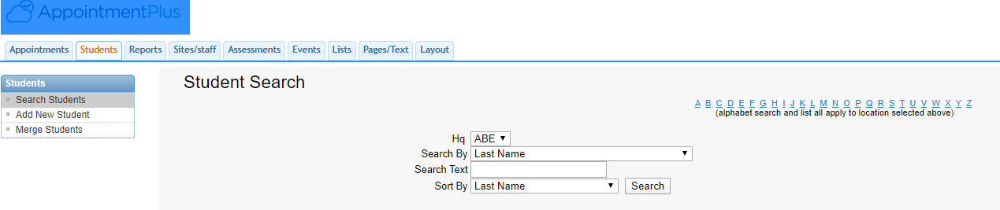 AppointmentPlus™
Appointments Students Reports Sites/staff Assessments Events Lists Pages/Text Layout
Students
Search Students
Add New Student
Merge Students
Student Search
A B C D E F G H I J K L M N O P Q R S T U V W X Y Z
(alphabet search and list all apply to location selected above)
Hq ABE
Search By Last Name
Search Text
Sort By Last Name Search